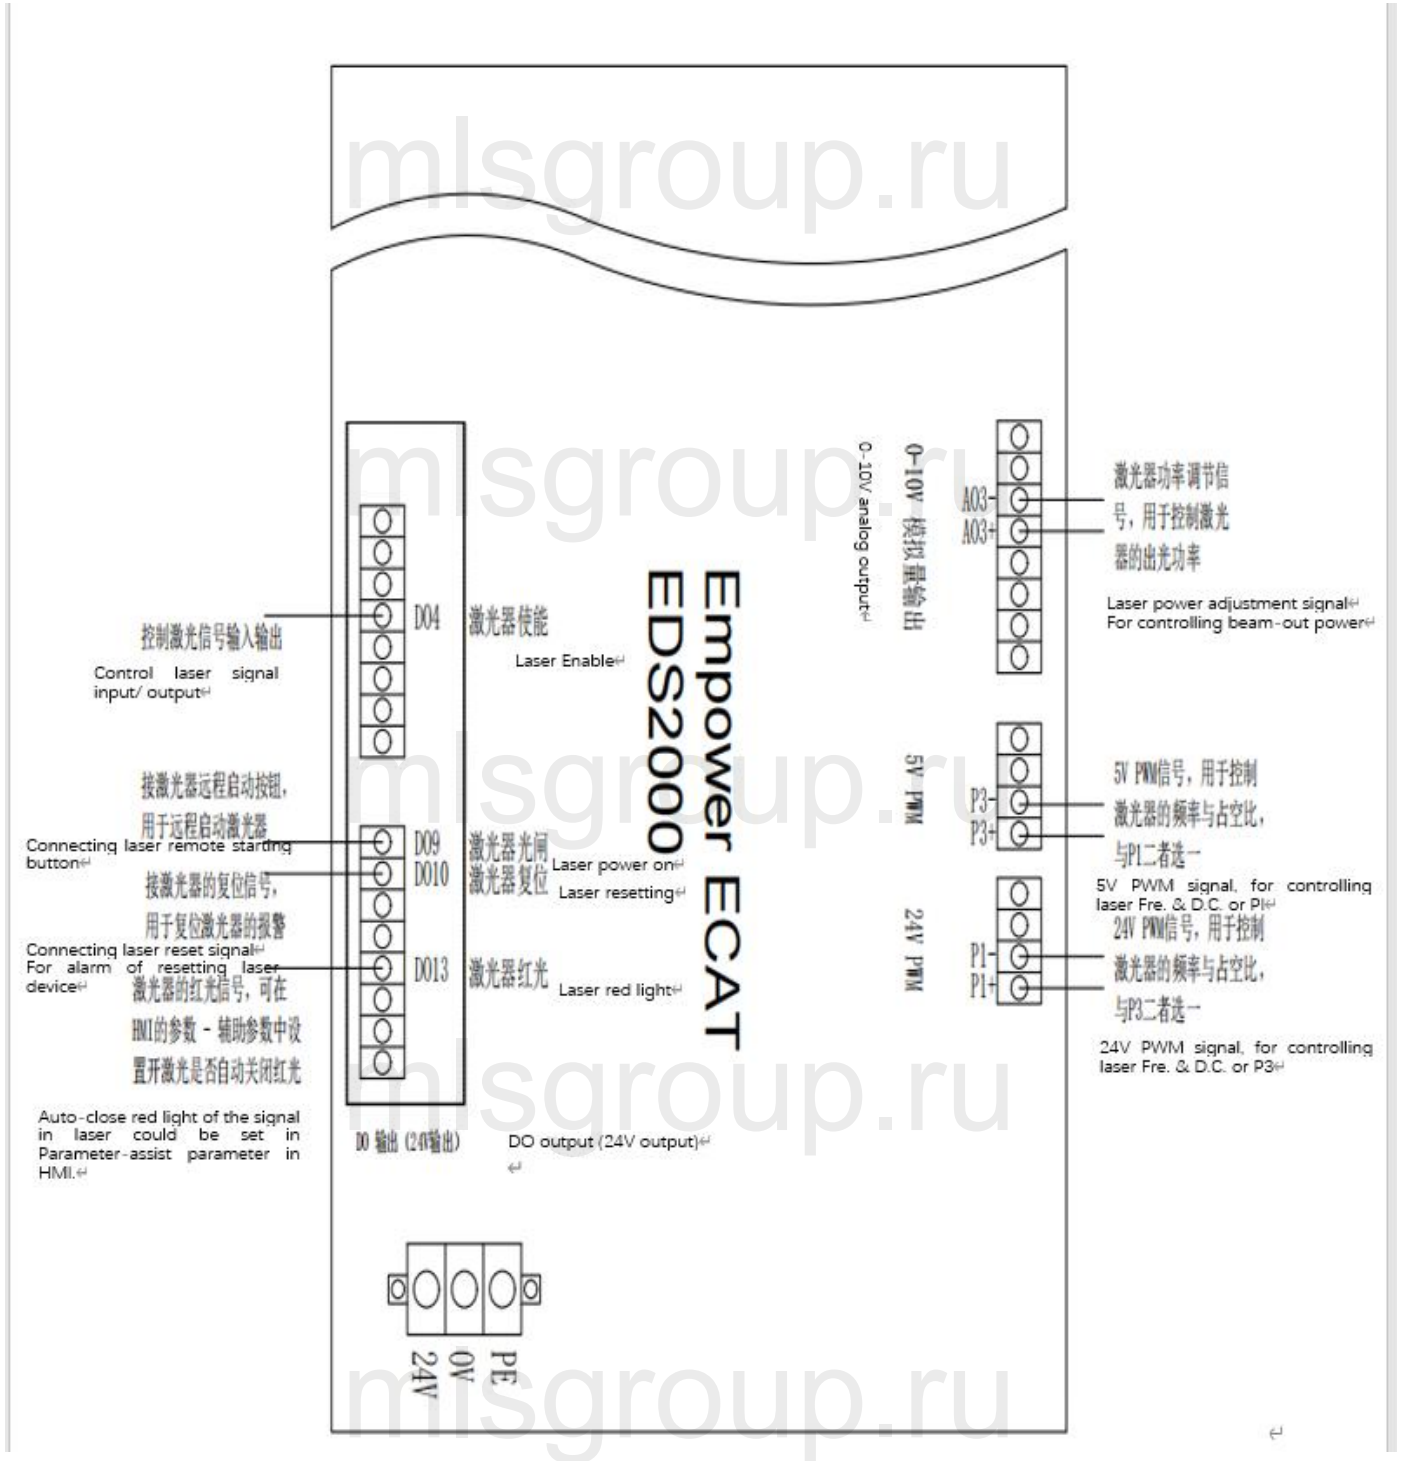 mlsgroup.ru
mlsgroup.ru
0-10V 模拟量输出
0-10V analog output
AO3-
AO3+
激光器功率调节信
号，用于控制激光
器的出光功率
Laser power adjustment signal
For controlling beam-out power
Empower ECAT
EDS2000
DO4 激光器使能
Laser Enable
控制激光信号输入输出
Control laser signal
input/ output
mlsgroup.ru
接激光器远程启动按钮，
用于远程启动激光器
Connecting laser remote starting
button
DO9 激光器光闸
Laser power on
DO10 激光器复位
Laser resetting
接激光器的复位信号，
用于复位激光器的报警
Connecting laser reset signal
For alarm of resetting laser
device
DO13 激光器红光
Laser red light
激光器的红光信号，可在
HMI的参数 - 辅助参数中设
置开激光是否自动关闭红光
Auto-close red light of the signal
in laser could be set in
Parameter-assist parameter in
HMI.
5V PWM
P3-
P3+
5V PWM信号，用于控制
激光器的频率与占空比，
与P1二者选一
5V PWM signal, for controlling
laser Fre. & D.C. or P1
24V PWM
P1-
P1+
24V PWM信号，用于控制
激光器的频率与占空比，
与P3二者选一
24V PWM signal, for controlling
laser Fre. & D.C. or P3
mlsgroup.ru
DO 输出 (24V输出)
DO output (24V output)
24V
0V
PE
mlsgroup.ru